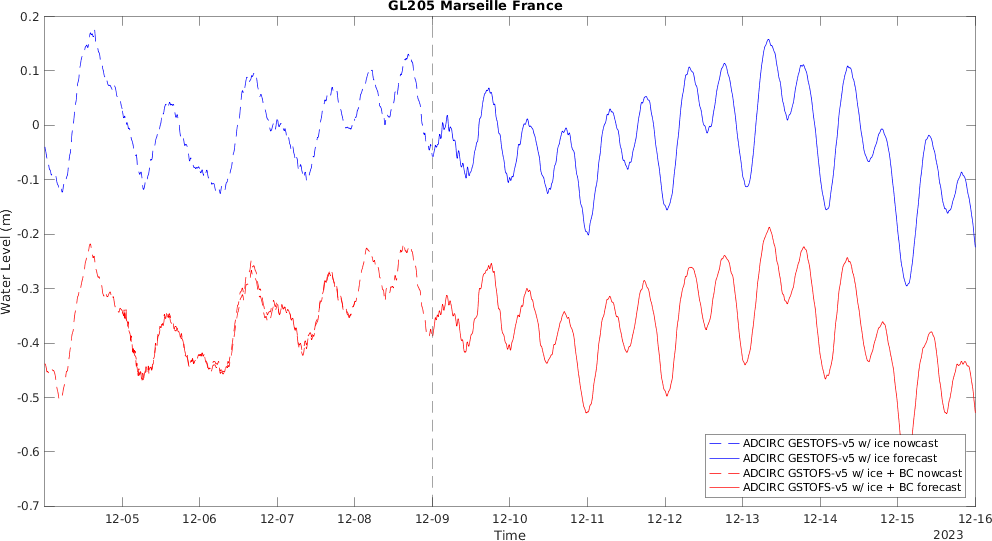 GL205 Marseille France
0.2
0.1
0
-0.1
-0.2
-0.3
-0.4
-0.5
-0.6
-0.7
Water Level (m)
ADCIRC GESTOFS-v5 w/ ice nowcast
ADCIRC GESTOFS-v5 w/ ice forecast
ADCIRC GSTOFS-v5 w/ ice + BC nowcast
ADCIRC GSTOFS-v5 w/ ice + BC forecast
12-05 12-06 12-07 12-08 12-09 12-10 12-11 12-12 12-13 12-14 12-15 12-16
Time
2023